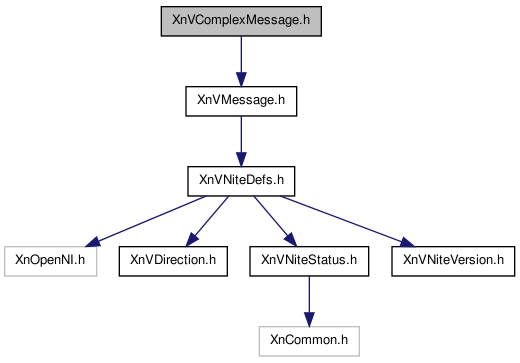 XnVComplexMessage.h
XnVMessage.h
XnVNiteDefs.h
XnOpenNI.h
XnVDirection.h
XnVNiteStatus.h
XnVNiteVersion.h
XnCommon.h